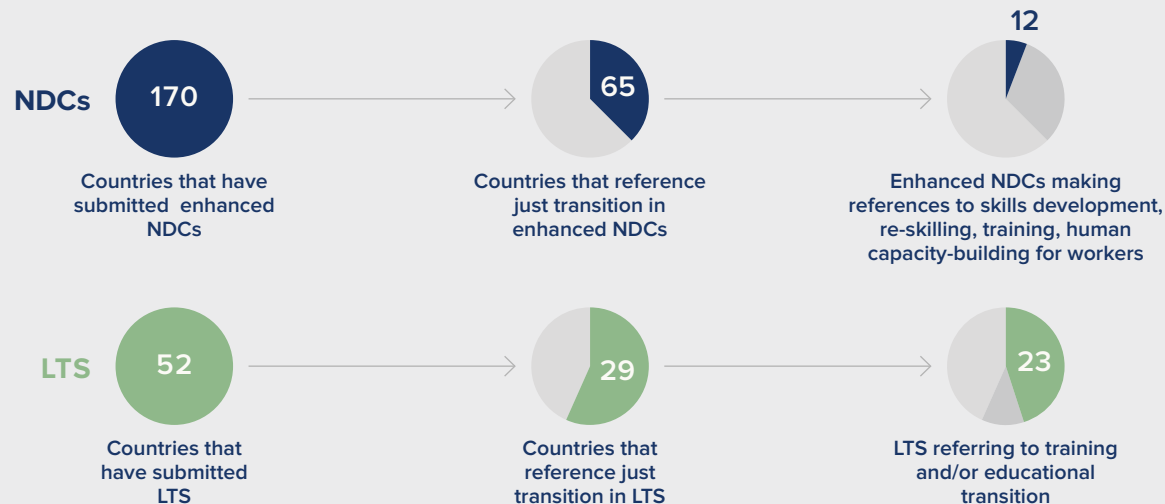 NDCs
170
Countries that have
submitted enhanced
NDCs
65
Countries that reference
just transition in
enhanced NDCs
12
Enhanced NDCs making
references to skills development,
re-skilling, training, human
capacity-building for workers
LTS
52
Countries that
have submitted
LTS
29
Countries that
reference just
transition in LTS
23
LTS referring to training
and/or educational
transition